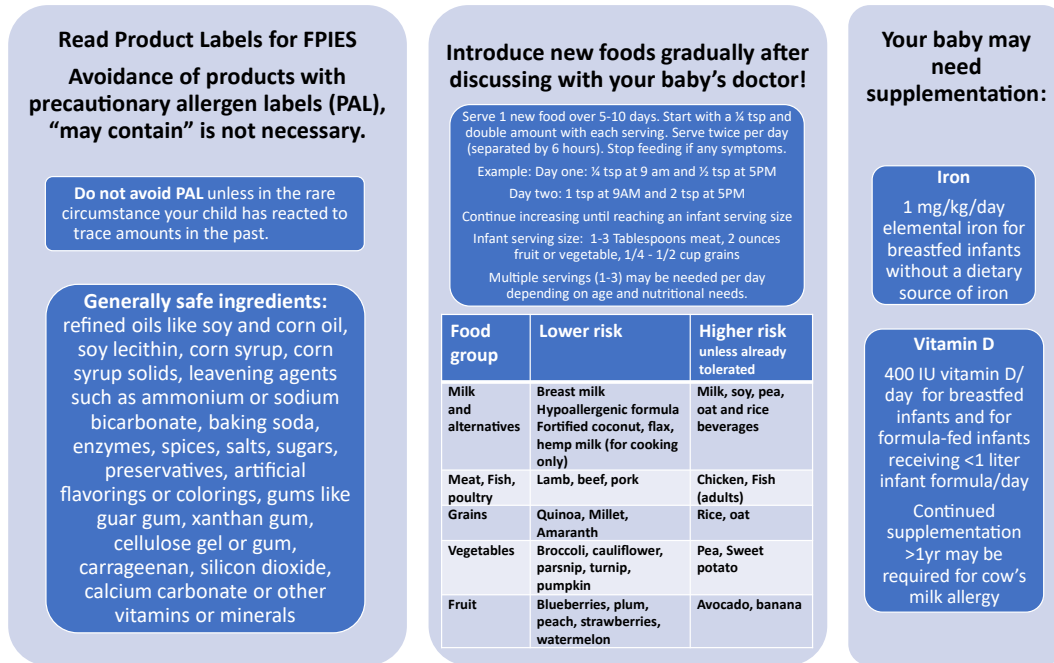 Read Product Labels for FPIES
Avoidance of products with
precautionary allergen labels (PAL),
“may contain” is not necessary.
Do not avoid PAL unless in the rare
circumstance your child has reacted to
trace amounts in the past.
Generally safe ingredients:
refined oils like soy and corn oil,
soy lecithin, corn syrup, corn
syrup solids, leavening agents
such as ammonium or sodium
bicarbonate, baking soda,
enzymes, spices, salts, sugars,
preservatives, artificial
flavorings or colorings, gums like
guar gum, xanthan gum,
cellulose gel or gum,
carrageenan, silicon dioxide,
calcium carbonate or other
vitamins or minerals
Introduce new foods gradually after
discussing with your baby’s doctor!
Serve 1 new food over 5-10 days. Start with a ¼ tsp and
double amount with each serving. Serve twice per day
(separated by 6 hours). Stop feeding if any symptoms.
Example: Day one: ¼ tsp at 9 am and ½ tsp at 5PM
Day two: 1 tsp at 9AM and 2 tsp at 5PM
Continue increasing until reaching an infant serving size
Infant serving size: 1-3 Tablespoons meat, 2 ounces
fruit or vegetable, 1/4 - 1/2 cup grains
Multiple servings (1-3) may be needed per day
depending on age and nutritional needs.
Food group Lower risk Higher risk
unless already
tolerated
Milk Breast milk Milk, soy, pea,
and Hypoallergenic formula oat and rice
alternatives Fortified coconut, flax, beverages
hemp milk (for cooking
only)
Meat, Fish, Lamb, beef, pork Chicken, Fish
poultry (adults)
Grains Quinoa, Millet, Rice, oat
Amaranth
Vegetables Broccoli, cauliflower, Pea, Sweet
parsnip, turnip, potato
pumpkin
Fruit Blueberries, plum, Avocado, banana
peach, strawberries,
watermelon
Your baby may
need
supplementation:
Iron
1 mg/kg/day
elemental iron for
breastfed infants
without a dietary
source of iron
Vitamin D
400 IU vitamin D/
day for breastfed
infants and for
formula-fed infants
receiving <1 liter
infant formula/day
Continued
supplementation
>1yr may be
required for cow’s
milk allergy